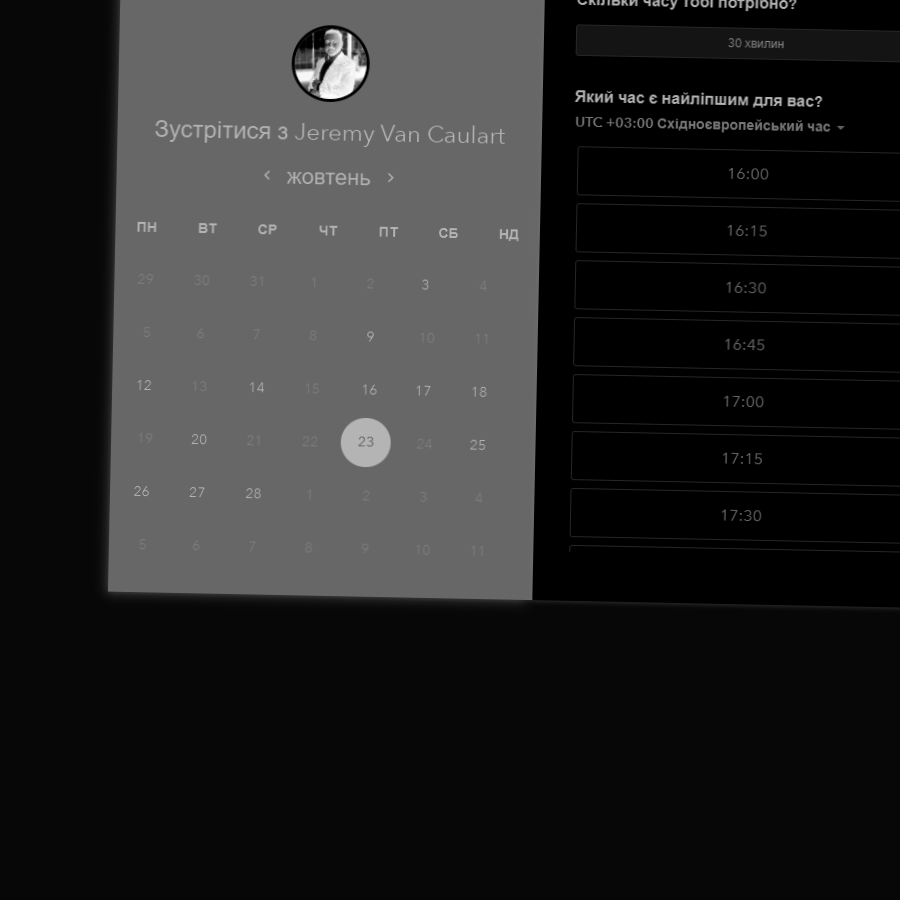 Зустрітися з Jeremy Van Caulart
‹ жовтень ›
ПН ВТ СР ЧТ ПТ СБ НД
29 30 31 1 2 3 4
5 6 7 8 9 10 11
12 13 14 15 16 17 18
19 20 21 22 23 24 25
26 27 28 1 2 3 4
5 6 7 8 9 10 11
Скільки часу тобі потрібно?
30 хвилин
Який час є найліпшим для вас?
UTC +03:00 Східноєвропейський час
16:00
16:15
16:30
16:45
17:00
17:15
17:30